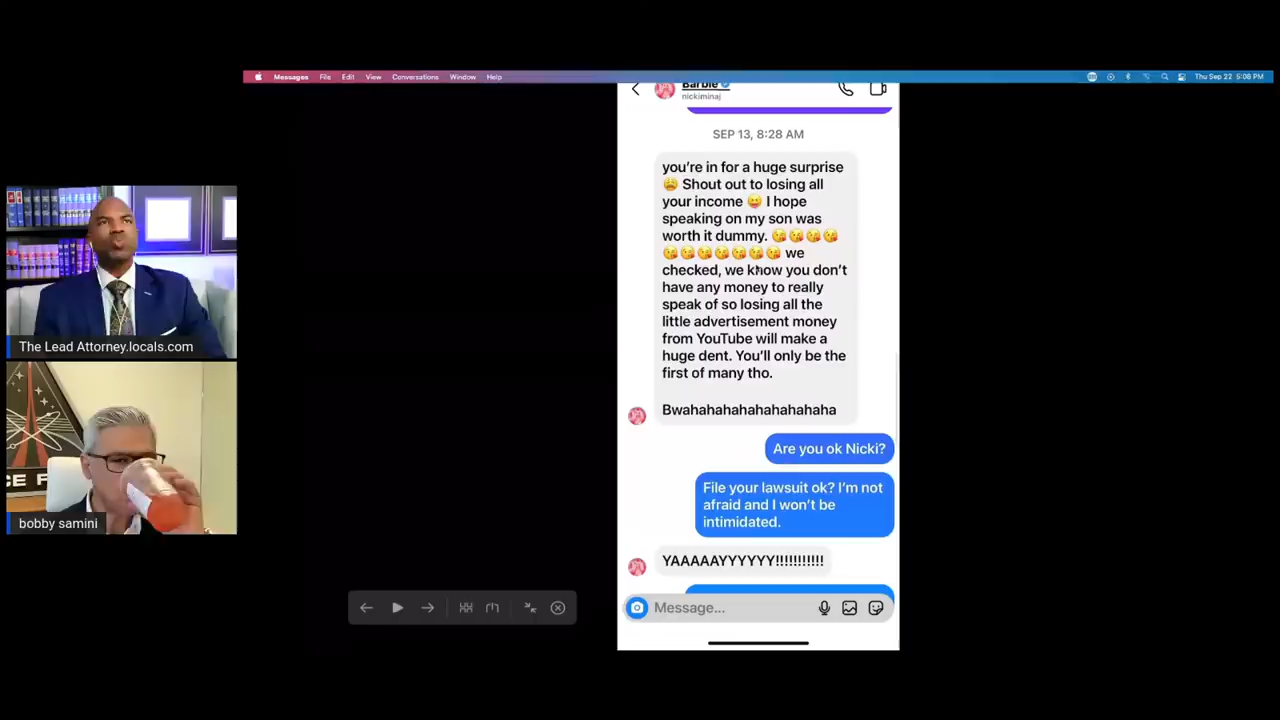 Messages File Edit View Conversations Window Help
Thu Sep 22 5:08 PM
Barbie
nickiminaj
SEP 13, 8:28 AM
you're in for a huge surprise
😩 Shout out to losing all
your income 😛 I hope
speaking on my son was
worth it dummy. 😘😘😘😘
😘😘😘😘😘😘😘 we
checked, we know you don't
have any money to really
speak of so losing all the
little advertisement money
from YouTube will make a
huge dent. You'll only be the
first of many tho.
Bwahahahahahahahaha
Are you ok Nicki?
File your lawsuit ok? I'm not
afraid and I won't be
intimidated.
YAAAAAYYYYYY!!!!!!!!!!!
Message...
The Lead Attorney.locals.com
CE F
bobby samini